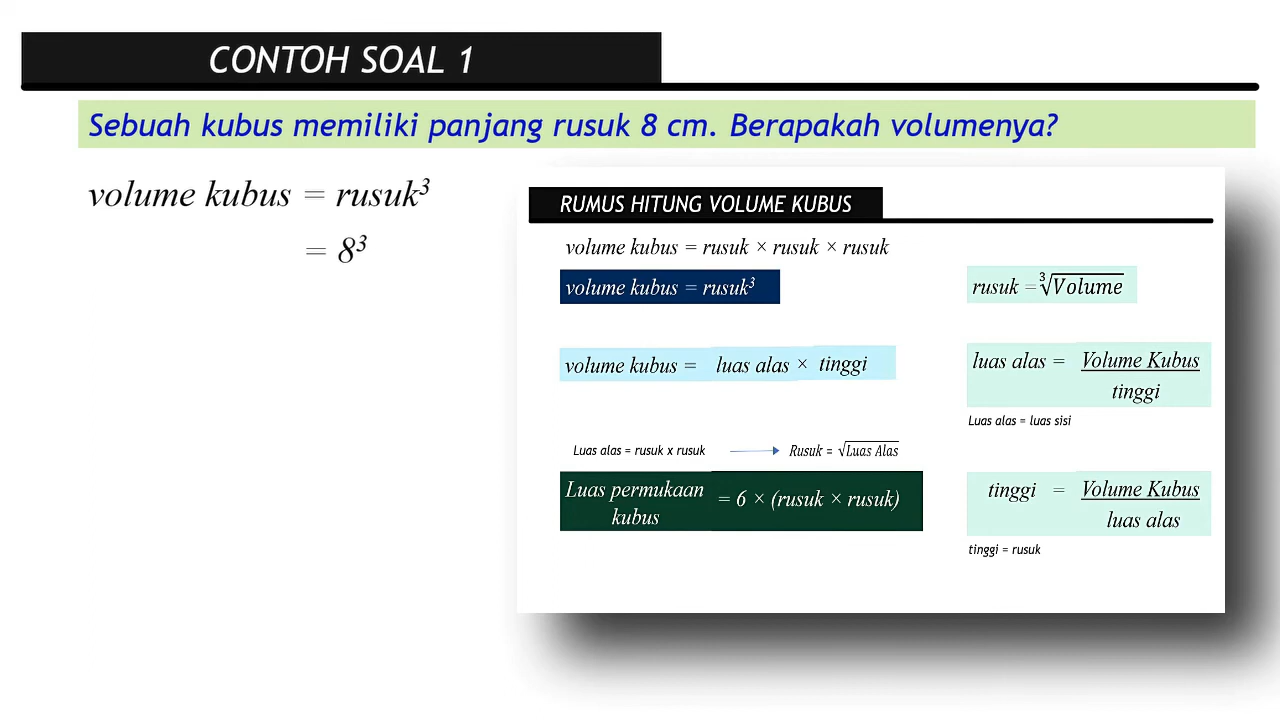 CONTOH SOAL 1
Sebuah kubus memiliki panjang rusuk 8 cm. Berapakah volumenya?
volume kubus = rusuk³
= 8³
RUMUS HITUNG VOLUME KUBUS
volume kubus = rusuk × rusuk × rusuk
volume kubus = rusuk³
rusuk = ∛Volume
volume kubus = luas alas × tinggi
luas alas = Volume Kubus
tinggi
Luas alas = luas sisi
Luas alas = rusuk x rusuk
Rusuk = √Luas Alas
Luas permukaan
kubus
= 6 × (rusuk × rusuk)
tinggi = Volume Kubus
luas alas
tinggi = rusuk